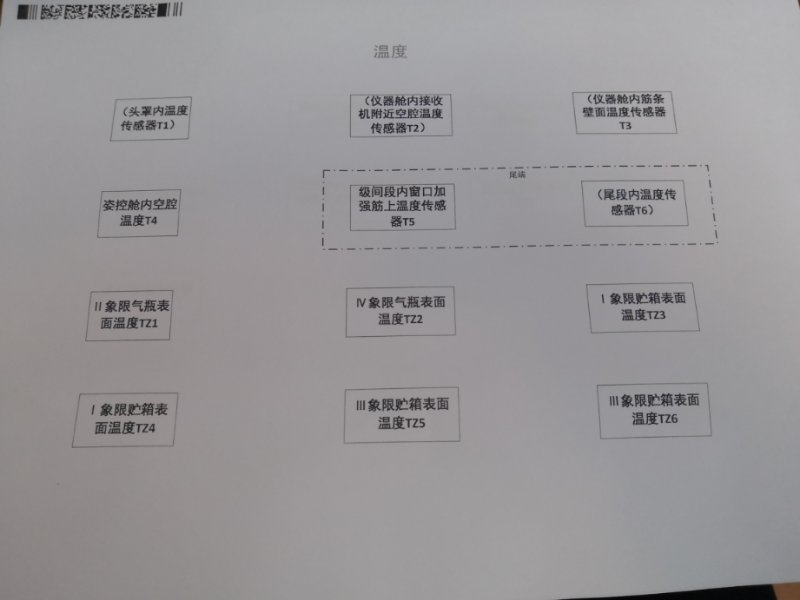 温度
（头罩内温度
传感器T1）
（仪器舱内接收
机附近空腔温度
传感器T2）
（仪器舱内筋条
壁面温度传感器
T3
姿控舱内空腔
温度T4
尾端
级间段内窗口加
强筋上温度传感
器T5
（尾段内温度传
感器T6）
Ⅱ象限气瓶表
面温度TZ1
Ⅳ象限气瓶表面
温度TZ2
Ⅰ象限贮箱表面
温度TZ3
Ⅰ象限贮箱表
面温度TZ4
Ⅲ象限贮箱表面
温度TZ5
Ⅲ象限贮箱表面
温度TZ6